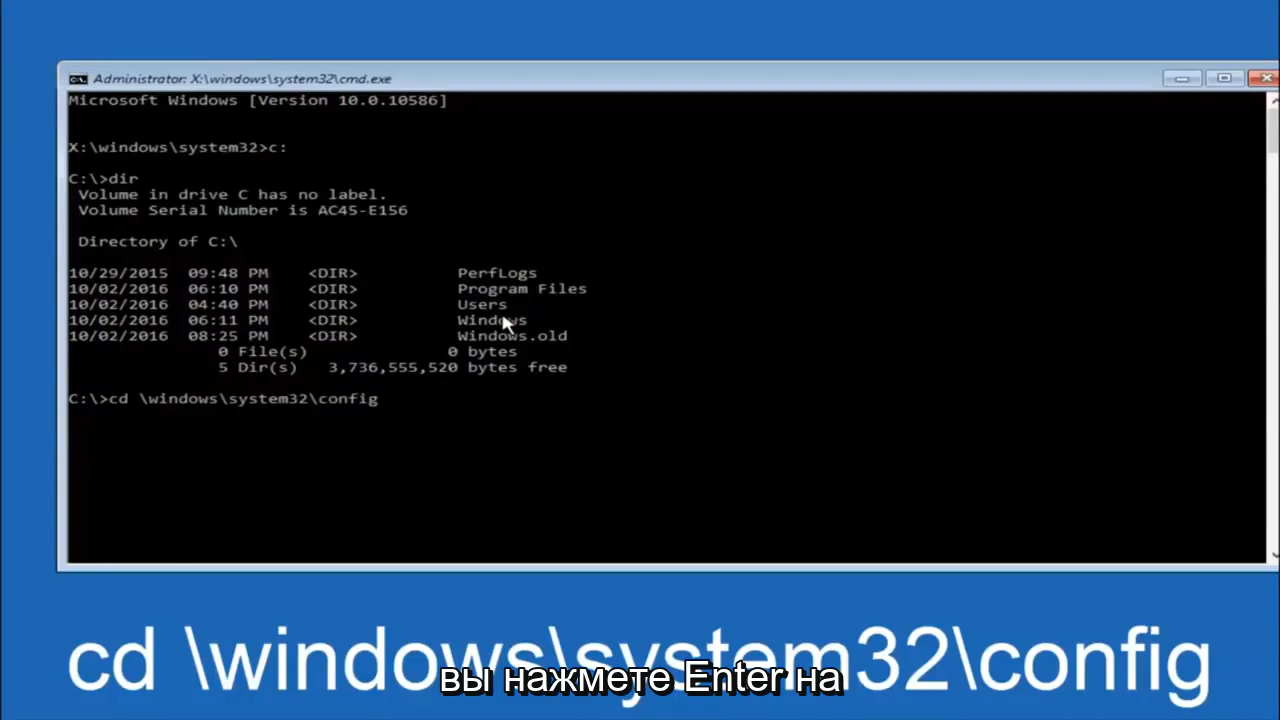 Administrator: X:\windows\system32\cmd.exe
Microsoft Windows [Version 10.0.10586]
X:\windows\system32>c:
C:\>dir
Volume in drive C has no label.
Volume Serial Number is AC45-E156
Directory of C:\
10/29/2015 09:48 PM <DIR> PerfLogs
10/02/2016 06:10 PM <DIR> Program Files
10/02/2016 04:40 PM <DIR> Users
10/02/2016 06:11 PM <DIR> Windows
10/02/2016 08:25 PM <DIR> Windows.old
0 File(s) 0 bytes
5 Dir(s) 3,736,555,520 bytes free
C:\>cd \windows\system32\config
cd \windows\system32\config
вы нажмете Enter на